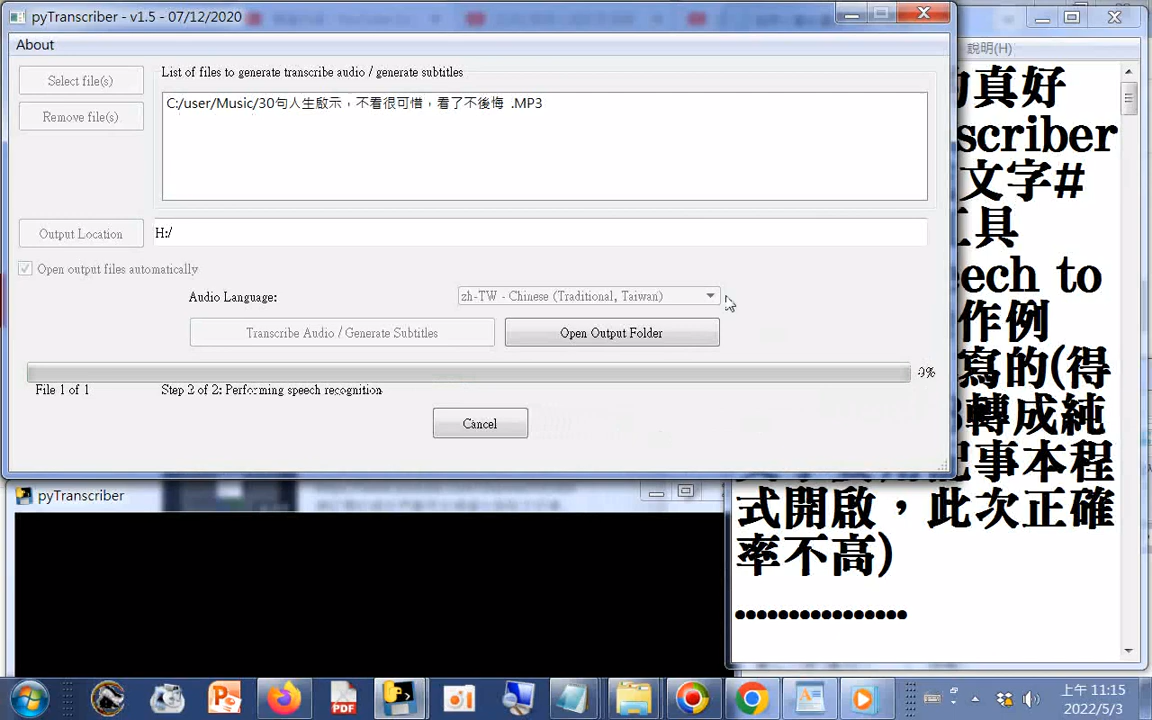 pyTranscriber - v1.5 - 07/12/2020
About
Select file(s)
Remove file(s)
List of files to generate transcribe audio / generate subtitles
C:/user/Music/30句人生啟示，不看很可惜，看了不後悔 .MP3
Output Location
H:/
Open output files automatically
Audio Language:
zh-TW - Chinese (Traditional, Taiwan)
Transcribe Audio / Generate Subtitles
Open Output Folder
0%
File 1 of 1
Step 2 of 2: Performing speech recognition
Cancel
pyTranscriber
說明(H)
真好
scriber
文字#
工具
eech to
作例
寫的(得
轉成純
記事本程
式開啟，此次正確
率不高)
...............
上午 11:15
2022/5/3